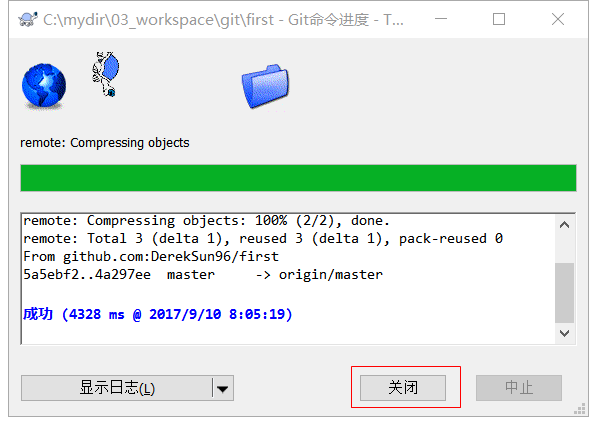 C:\mydir\03_workspace\git\first - Git命令进度 - T...
remote: Compressing objects
remote: Compressing objects: 100% (2/2), done.
remote: Total 3 (delta 1), reused 3 (delta 1), pack-reused 0
From github.com:DerekSun96/first
5a5ebf2..4a297ee  master     -> origin/master
成功 (4328 ms @ 2017/9/10 8:05:19)
显示日志(L) 关闭 中止